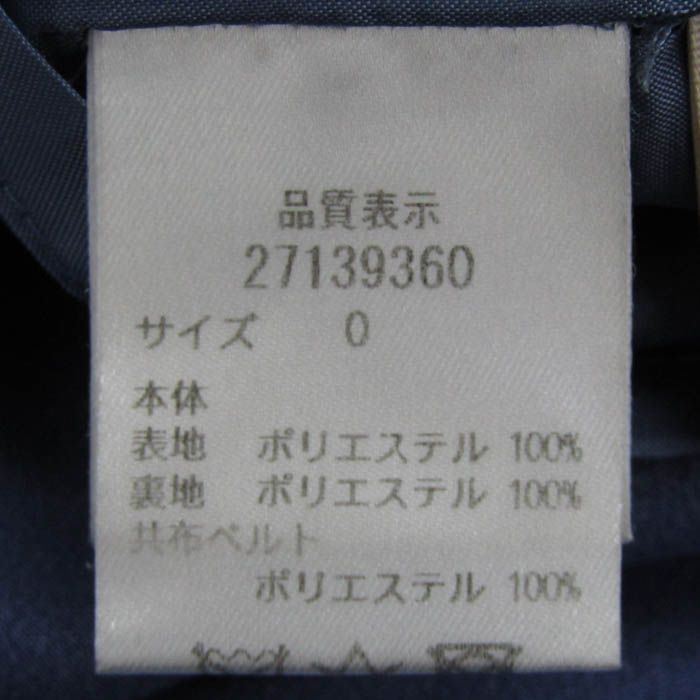 品質表示
27139360
サイズ 0
本体
表地 ポリエステル 100%
裏地 ポリエステル 100%
共布ベルト
ポリエステル 100%